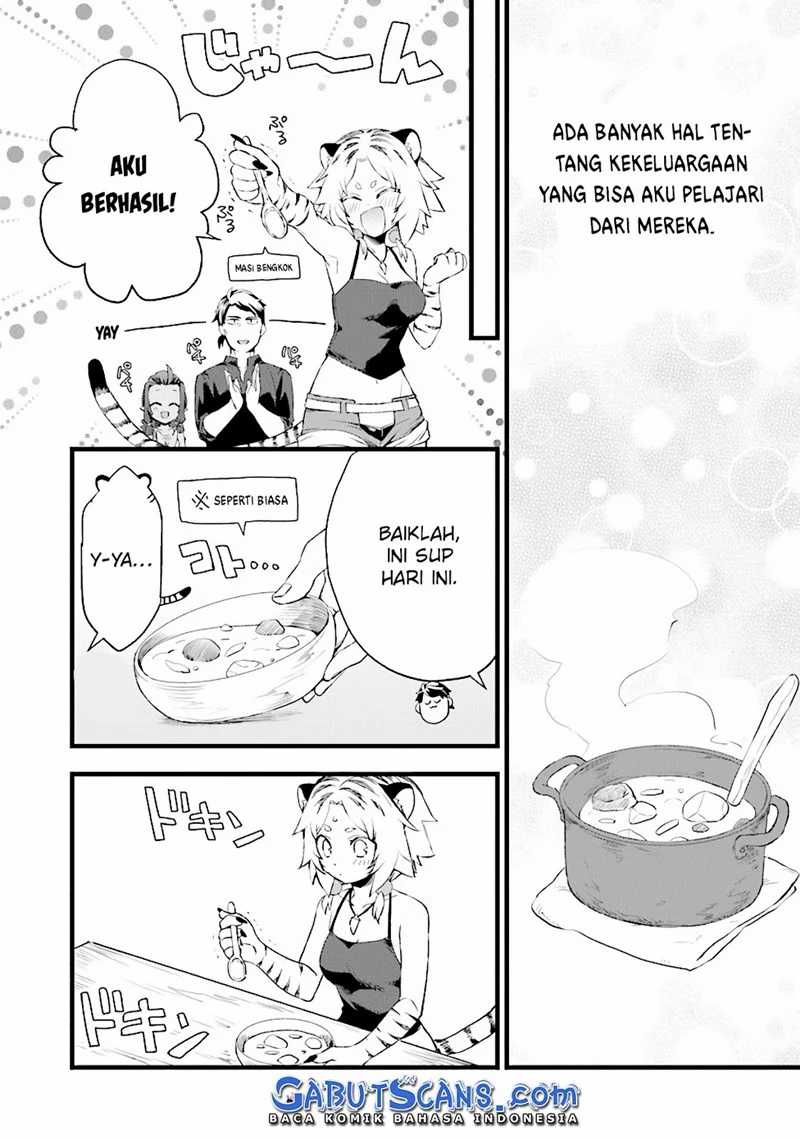 ADA BANYAK HAL TEN-
TANG KEKELUARGAAN
YANG BISA AKU PELAJARI
DARI MEREKA.
じゃ〜ん
AKU
BERHASIL!
ぷる
ぷる
MASI BENGKOK
YAY
パチ
パチ
パチ
BAIKLAH,
INI SUP
HARI INI.
※ SEPERTI BIASA
コト...
Y-YA...
ドキン
ドキン
GABUTSCANS.com
BACA KOMIK BAHASA INDONESIA